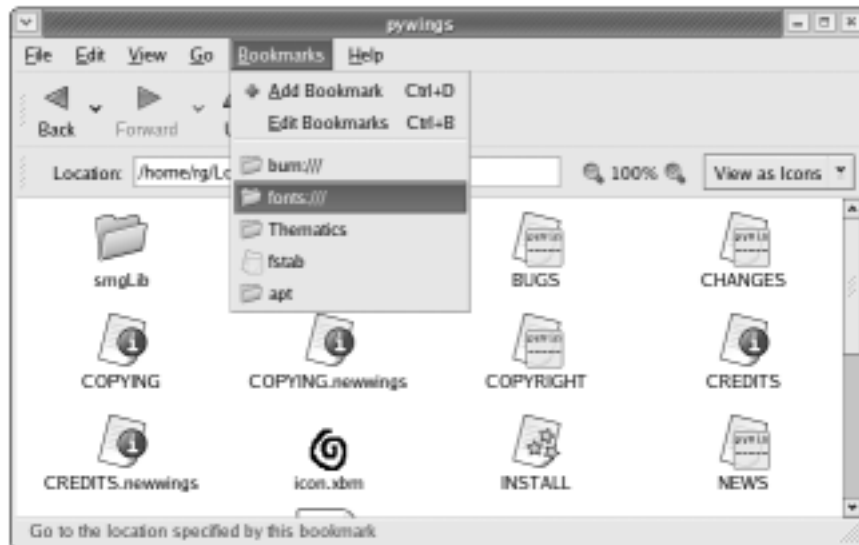 pywings
File Edit View Go Bookmarks Help
Add Bookmark Ctrl+D
Edit Bookmarks Ctrl+B
Back Forward
Location: /home/rg/Lo 100% View as Icons
burn:///
fonts:///
Thematics
fstab
apt
smgLib BUGS CHANGES
COPYING COPYING.newwings COPYRIGHT CREDITS
CREDITS.newwings icon.xbm INSTALL NEWS
Go to the location specified by this bookmark